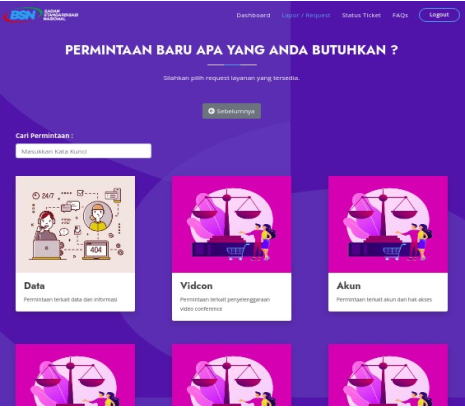 BSN BADAN
STANDARDISASI
NASIONAL
Dashboard Lapor / Request Status Ticket FAQs Logout
PERMINTAAN BARU APA YANG ANDA BUTUHKAN ?
Silahkan pilih request layanan yang tersedia.
Sebelumnya
Cari Permintaan :
Masukkan Kata Kunci
24/7
404
Data
Permintaan terkait data dan informasi
Vidcon
Permintaan terkait penyelenggaraan
video conference
Akun
Permintaan terkait akun dan hak akses